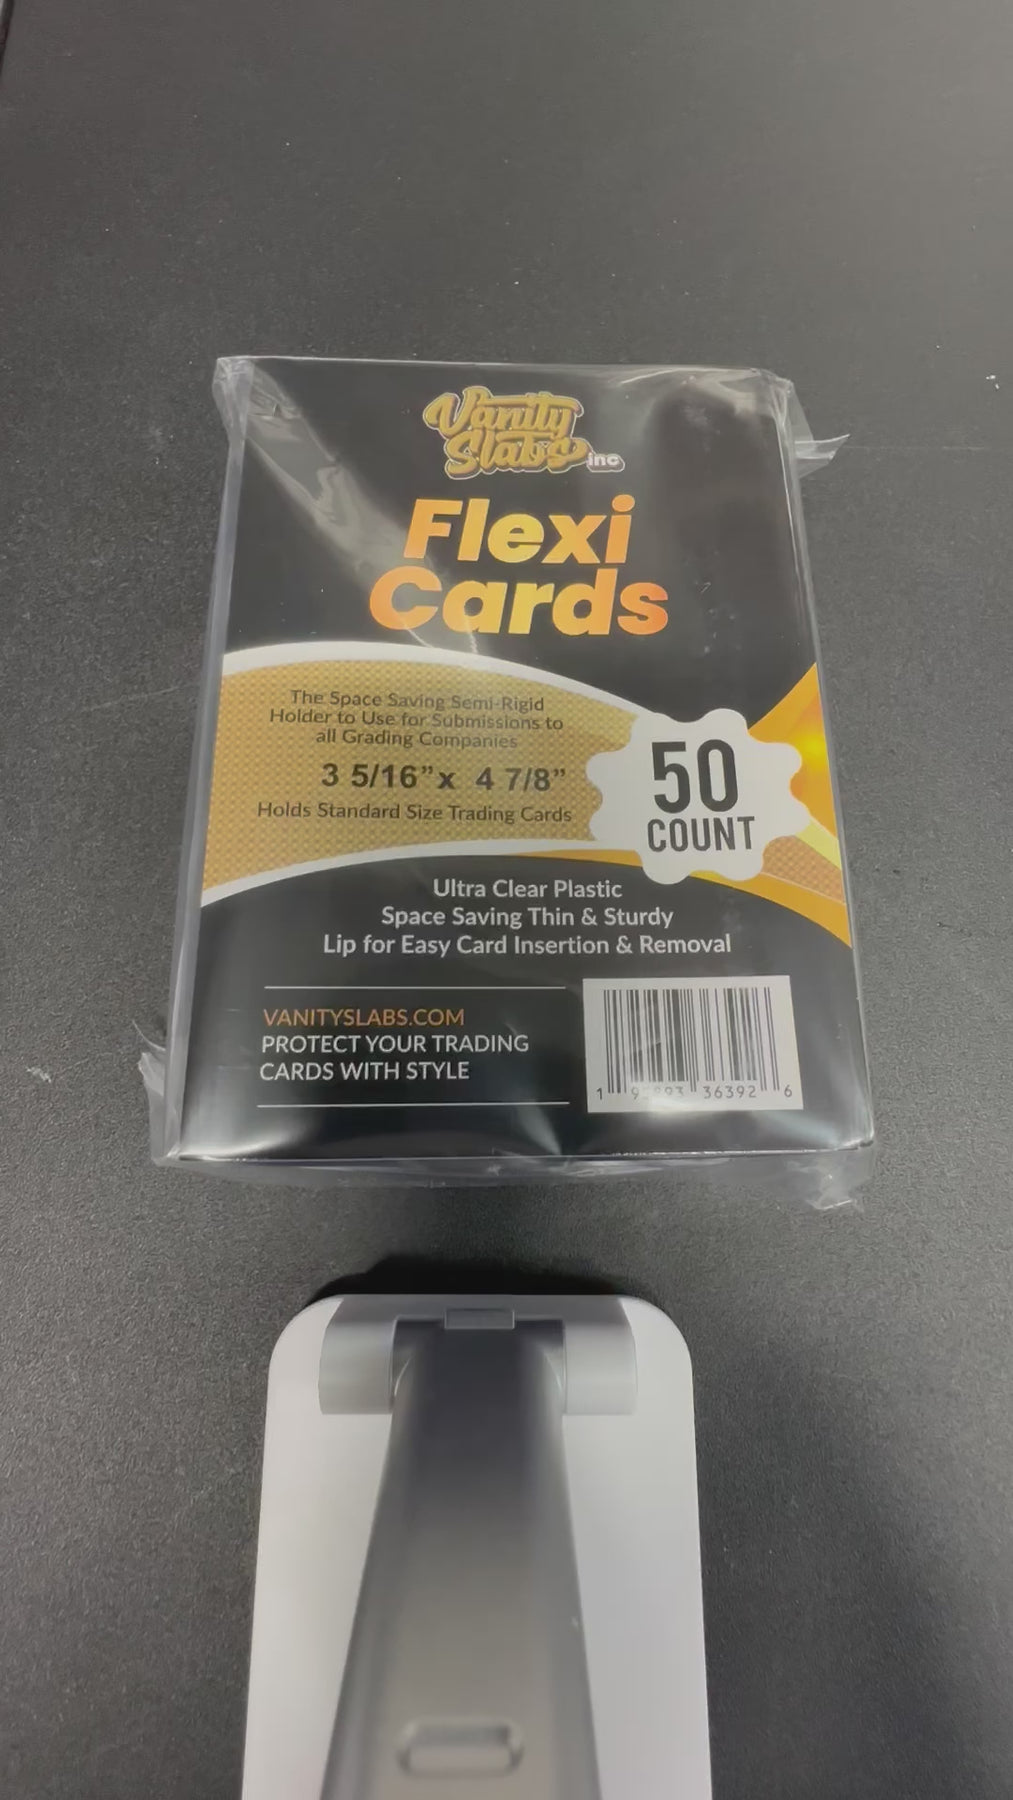 Vanity
Slabs inc
Flexi
Cards
The Space Saving Semi-Rigid
Holder to Use for Submissions to
all Grading Companies
3 5/16” x 4 7/8”
Holds Standard Size Trading Cards
50
COUNT
Ultra Clear Plastic
Space Saving Thin & Sturdy
Lip for Easy Card Insertion & Removal
VANITYSLABS.COM
PROTECT YOUR TRADING
CARDS WITH STYLE
1 36392 6